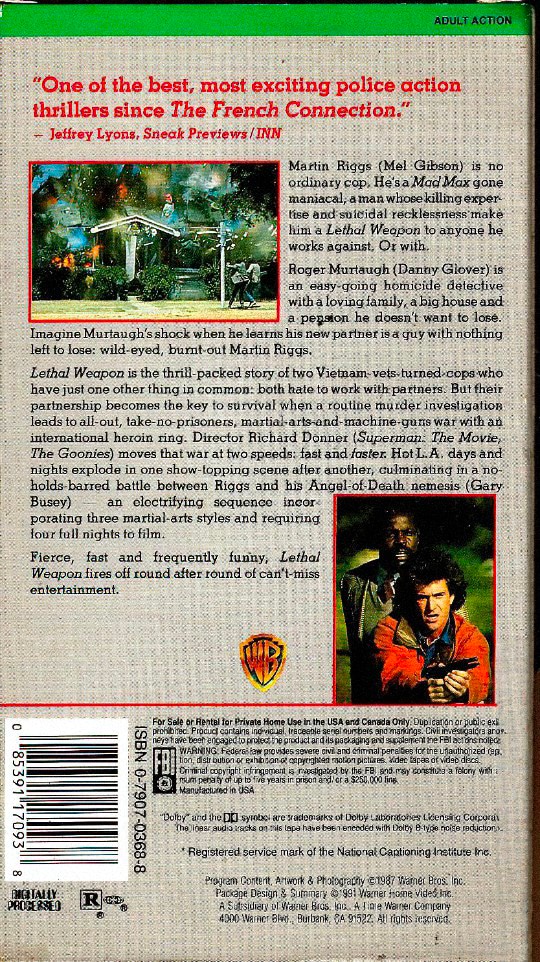 ADULT ACTION
"One of the best, most exciting police action
thrillers since The French Connection."
– Jeffrey Lyons, Sneak Previews/INN
Martin Riggs (Mel Gibson) is no
ordinary cop. He's a Mad Max gone
maniacal, a man whose killing exper-
tise and suicidal recklessness make
him a Lethal Weapon to anyone he
works against. Or with.
Roger Murtaugh (Danny Glover) is
an easy-going homicide detective
with a loving family, a big house and
a pension he doesn't want to lose.
Imagine Murtaugh's shock when he learns his new partner is a guy with nothing
left to lose: wild-eyed, burnt-out Martin Riggs.
Lethal Weapon is the thrill-packed story of two Vietnam-vets-turned-cops who
have just one other thing in common: both hate to work with partners. But their
partnership becomes the key to survival when a routine murder investigation
leads to all-out, take-no-prisoners, martial-arts-and-machine-guns war with an
international heroin ring. Director Richard Donner (Superman: The Movie,
The Goonies) moves that war at two speeds: fast and faster. Hot L.A. days and
nights explode in one show-topping scene after another, culminating in a no-
holds-barred battle between Riggs and his Angel-of-Death nemesis (Gary
Busey) — an electrifying sequence incor-
porating three martial-arts styles and requiring
four full nights to film.
Fierce, fast and frequently funny, Lethal
Weapon fires off round after round of can't-miss
entertainment.
WB
For Sale or Rental for Private Home Use in the USA and Canada Only. Duplication or public exi
prohibited. Product contains individual, traceable serial numbers and markings. Civil investigators and
neys have been engaged to protect the product and its packaging and supplement the FBI and notice
FBI WARNING: Federal law provides severe civil and criminal penalties for the unauthorized rep
tion, distribution or exhibition of copyrighted motion pictures, video tapes or video discs.
Criminal copyright infringement is investigated by the FBI and may constitute a felony with
mum penalty of up to five years in prison and/or a $250,000 fine.
Manufactured in USA
"Dolby" and the symbol are trademarks of Dolby Laboratories Licensing Corporat
The linear audio tracks on this tape have been encoded with Dolby B-type noise reduction.
* Registered service mark of the National Captioning Institute Inc.
Program Content, Artwork & Photography ©1987 Warner Bros. Inc.
Package Design & Summary ©1991 Warner Home Video Inc.
A Subsidiary of Warner Bros. Inc., A Time Warner Company
4000 Warner Blvd., Burbank, CA 91522. All rights reserved.
ISBN 0-7907-0368-8
0 85391 17093 8
DIGITALLY
PROCESSED
R ®